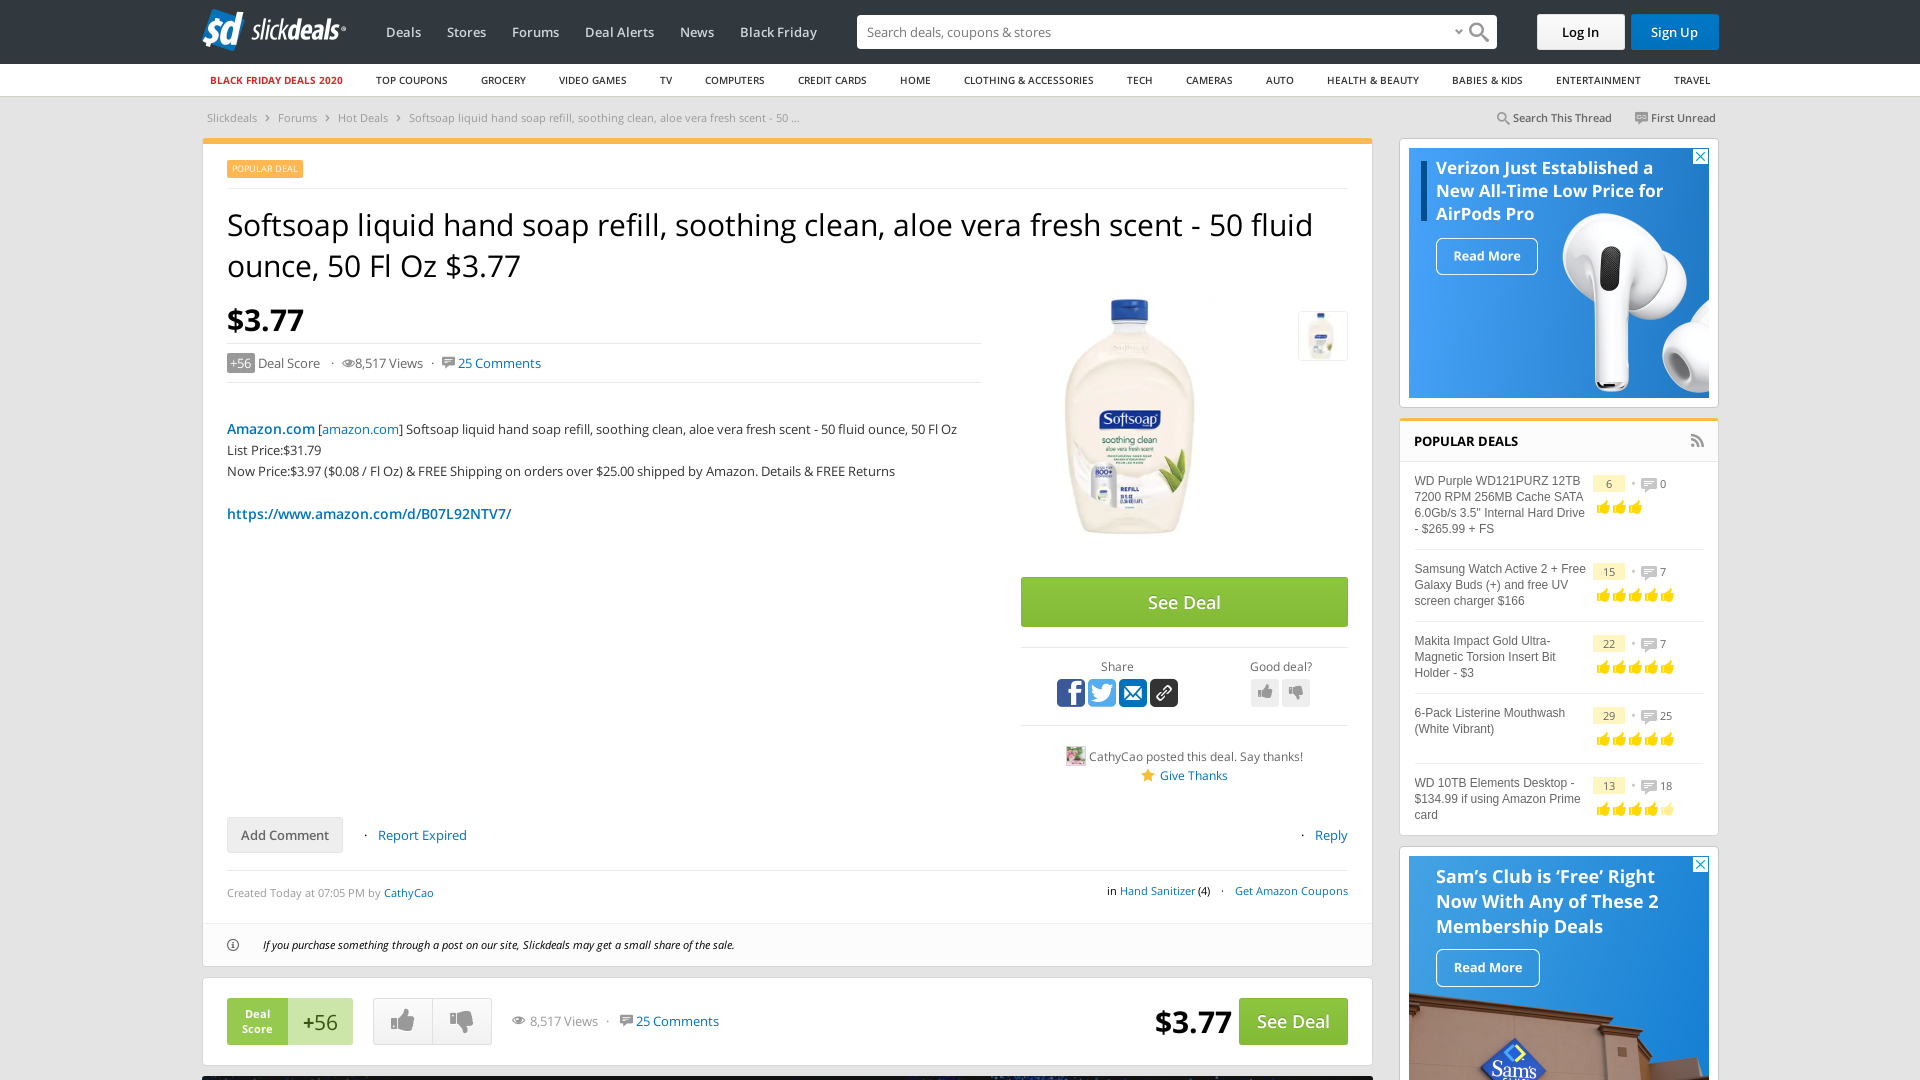 slickdeals
Deals
Stores
Forums
Deal Alerts
News
Black Friday
Search deals, coupons & stores
Log In
Sign Up
BLACK FRIDAY DEALS 2020
TOP COUPONS
GROCERY
VIDEO GAMES
TV
COMPUTERS
CREDIT CARDS
HOME
CLOTHING & ACCESSORIES
TECH
CAMERAS
AUTO
HEALTH & BEAUTY
BABIES & KIDS
ENTERTAINMENT
TRAVEL
Slickdeals > Forums > Hot Deals > Softsoap liquid hand soap refill, soothing clean, aloe vera fresh scent - 50 ...
Search This Thread
First Unread
POPULAR DEAL
Softsoap liquid hand soap refill, soothing clean, aloe vera fresh scent - 50 fluid
ounce, 50 Fl Oz $3.77
$3.77
+56 Deal Score · 8,517 Views · 25 Comments
Amazon.com [amazon.com] Softsoap liquid hand soap refill, soothing clean, aloe vera fresh scent - 50 fluid ounce, 50 Fl Oz
List Price:$31.79
Now Price:$3.97 ($0.08 / Fl Oz) & FREE Shipping on orders over $25.00 shipped by Amazon. Details & FREE Returns
https://www.amazon.com/d/B07L92NTV7/
Softsoap
soothing clean
aloe vera fresh scent
800+
REFILL
See Deal
Share
Good deal?
CathyCao posted this deal. Say thanks!
Give Thanks
Add Comment
· Report Expired
· Reply
Created Today at 07:05 PM by CathyCao
in Hand Sanitizer (4) · Get Amazon Coupons
If you purchase something through a post on our site, Slickdeals may get a small share of the sale.
Deal
Score
+56
8,517 Views · 25 Comments
$3.77
See Deal
Verizon Just Established a
New All-Time Low Price for
AirPods Pro
Read More
POPULAR DEALS
WD Purple WD121PURZ 12TB
7200 RPM 256MB Cache SATA
6.0Gb/s 3.5" Internal Hard Drive
- $265.99 + FS
6 · 0
Samsung Watch Active 2 + Free
Galaxy Buds (+) and free UV
screen charger $166
15 · 7
Makita Impact Gold Ultra-
Magnetic Torsion Insert Bit
Holder - $3
22 · 7
6-Pack Listerine Mouthwash
(White Vibrant)
29 · 25
WD 10TB Elements Desktop -
$134.99 if using Amazon Prime
card
13 · 18
Sam's Club is 'Free' Right
Now With Any of These 2
Membership Deals
Read More
Sam's